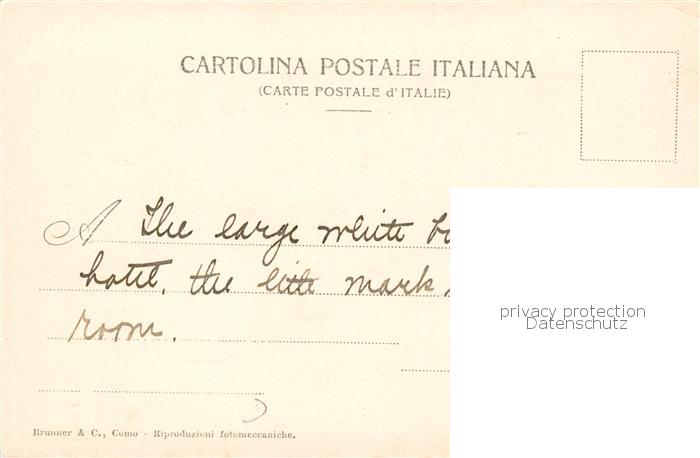 CARTOLINA POSTALE ITALIANA
(CARTE POSTALE d'ITALIE)
A The large white
hotel, the little mark
room.
privacy protection
Datenschutz
Brunner & C., Como - Riproduzioni fotomeccaniche.